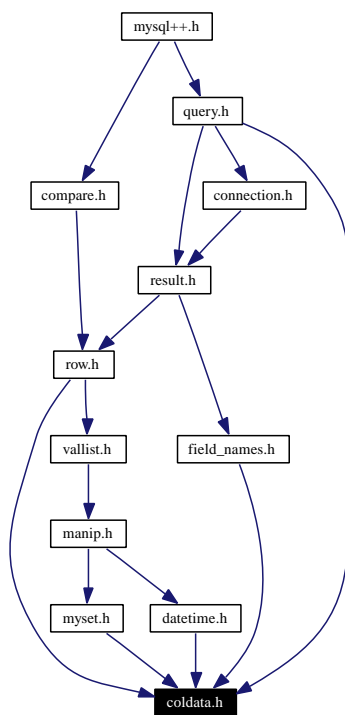 mysql++.h
query.h
compare.h
connection.h
result.h
row.h
vallist.h
field_names.h
manip.h
myset.h
datetime.h
coldata.h